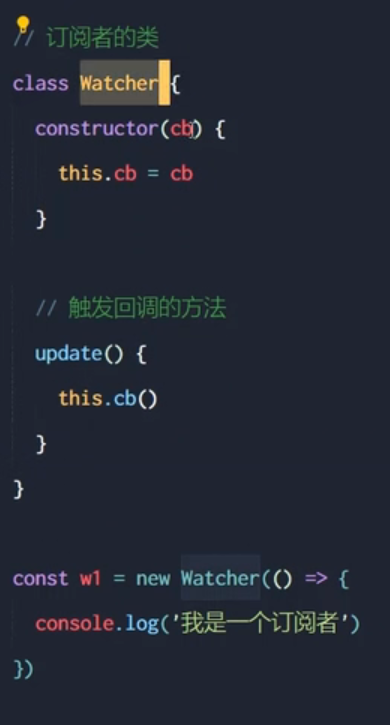 // 订阅者的类
class Watcher {
constructor(cb) {
this.cb = cb
}
// 触发回调的方法
update() {
this.cb()
}
}
const w1 = new Watcher(() => {
console.log('我是一个订阅者')
})